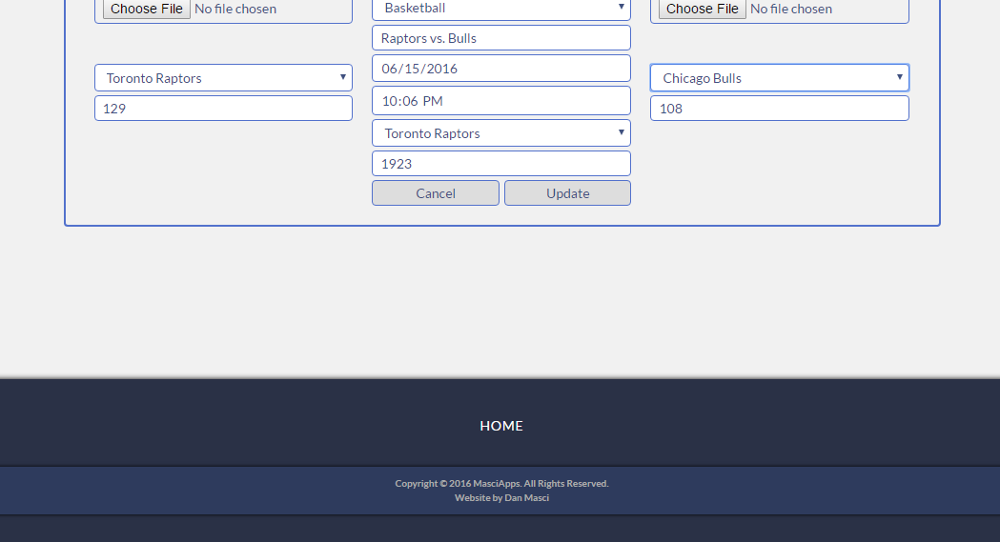 Choose File No file chosen
Toronto Raptors
129
Basketball
Raptors vs. Bulls
06/15/2016
10:06 PM
Toronto Raptors
1923
Cancel Update
Choose File No file chosen
Chicago Bulls
108
HOME
Copyright © 2016 MasciApps. All Rights Reserved.
Website by Dan Masci